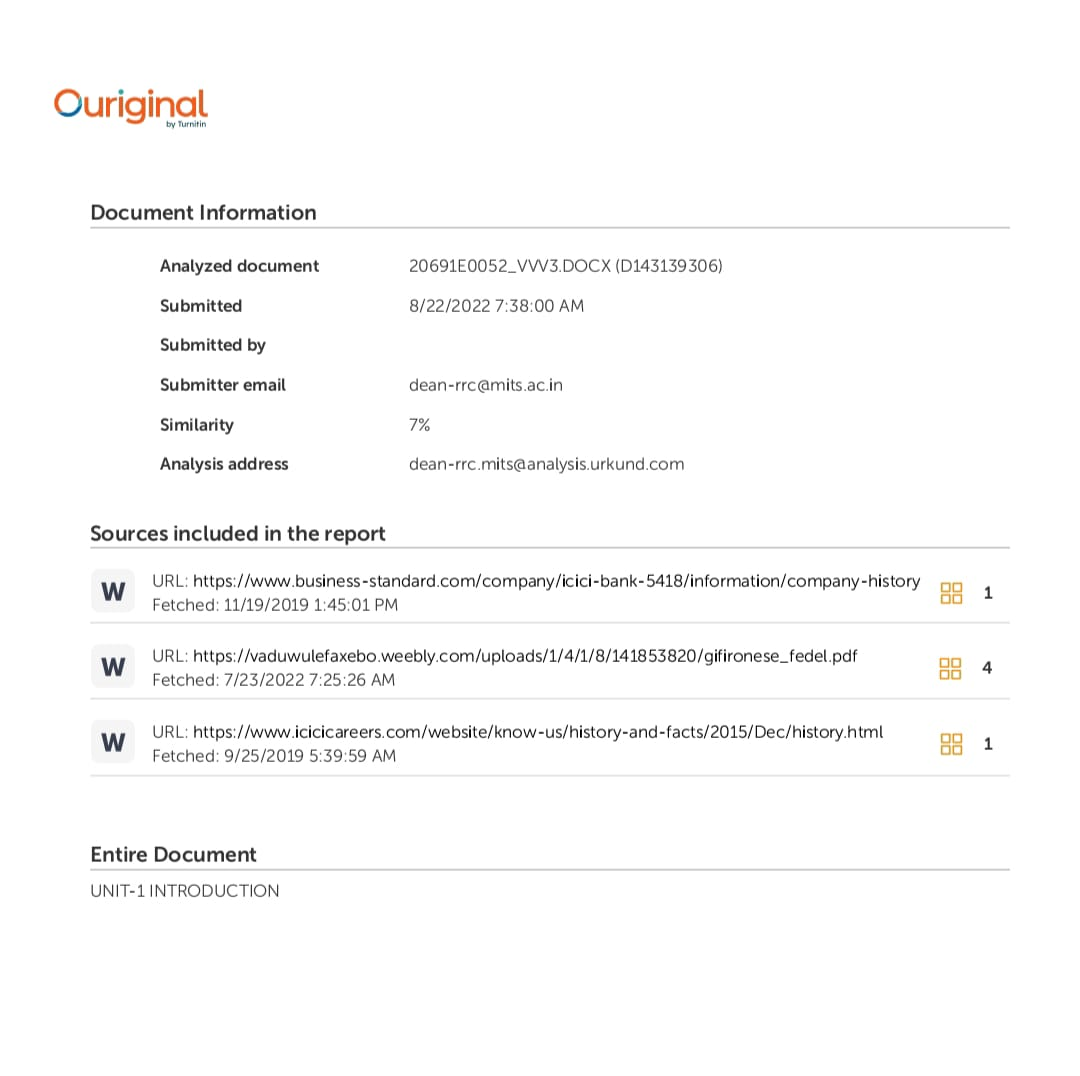 Ouriginal
by Turnitin
Document Information
Analyzed document 20691E0052_VVV3.DOCX (D143139306)
Submitted 8/22/2022 7:38:00 AM
Submitted by
Submitter email dean-rrc@mits.ac.in
Similarity 7%
Analysis address dean-rrc.mits@analysis.urkund.com
Sources included in the report
W URL: https://www.business-standard.com/company/icici-bank-5418/information/company-history 1
Fetched: 11/19/2019 1:45:01 PM
W URL: https://vaduwulefaxebo.weebly.com/uploads/1/4/1/8/141853820/gifironese_fedel.pdf 4
Fetched: 7/23/2022 7:25:26 AM
W URL: https://www.icicicareers.com/website/know-us/history-and-facts/2015/Dec/history.html 1
Fetched: 9/25/2019 5:39:59 AM
Entire Document
UNIT-1 INTRODUCTION